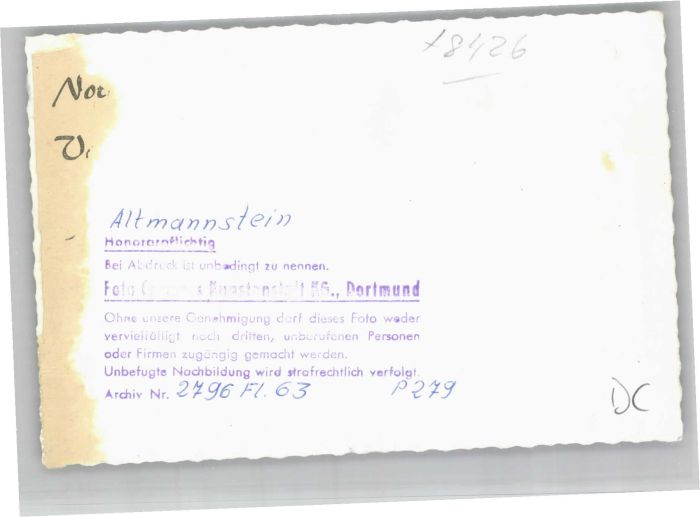 x8426
Nor
V.
Altmannstein
Honorarpflichtig
Bei Abdruck ist unbedingt zu nennen.
Foto Kunstanstalt KG., Dortmund
Ohne unsere Genehmigung darf dieses Foto weder
vervielfältigt noch dritten, unberufenen Personen
oder Firmen zugängig gemacht werden.
Unbefugte Nachbildung wird strafrechtlich verfolgt.
Archiv Nr. 2796 Fl. 63 P279
DC